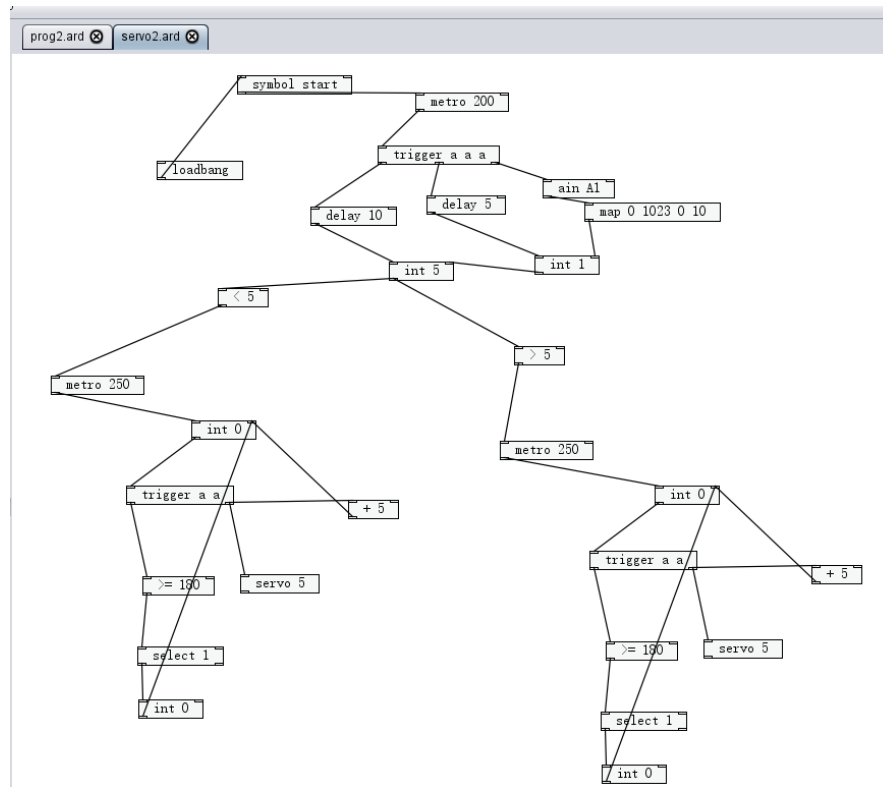 prog2.ard
servo2.ard
symbol start
metro 200
loadbang
trigger a a a
ain A1
delay 10
delay 5
map 0 1023 0 10
int 5
int 1
< 5
> 5
metro 250
int 0
trigger a a
+ 5
>= 180
servo 5
select 1
int 0
metro 250
int 0
trigger a a
+ 5
>= 180
servo 5
select 1
int 0